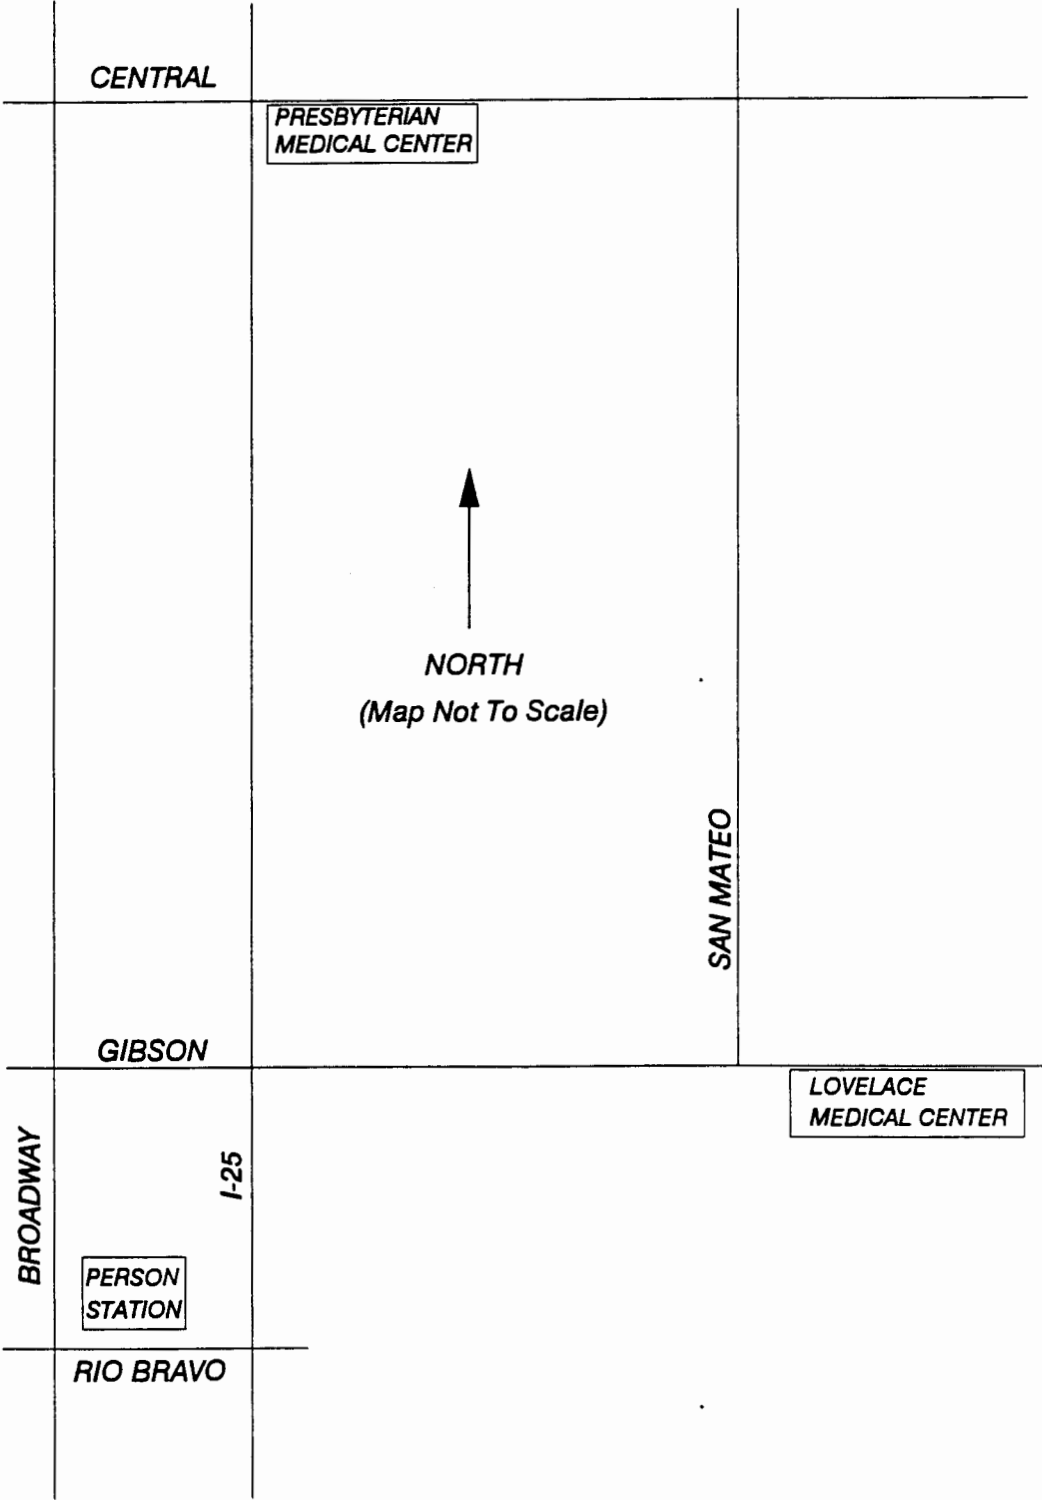 CENTRAL
PRESBYTERIAN
MEDICAL CENTER
NORTH
(Map Not To Scale)
SAN MATEO
GIBSON
LOVELACE
MEDICAL CENTER
BROADWAY
I-25
PERSON
STATION
RIO BRAVO